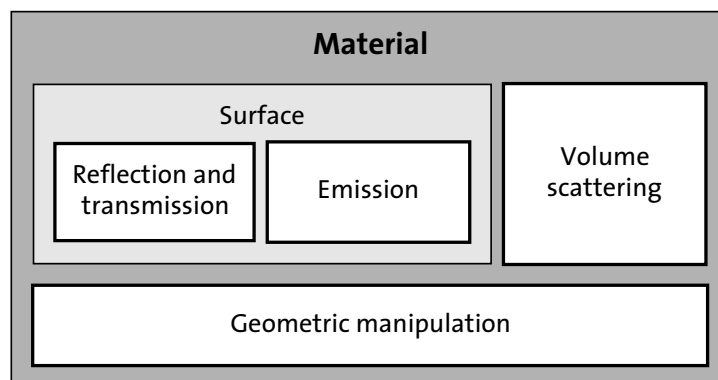 Material
Surface
Reflection and
transmission
Emission
Volume
scattering
Geometric manipulation